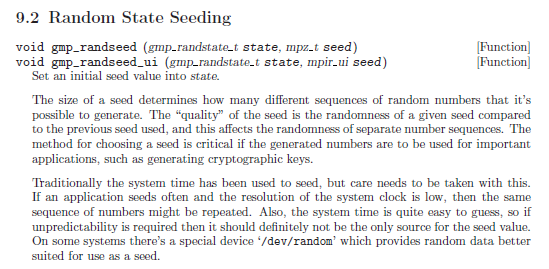 9.2 Random State Seeding
void gmp_randseed (gmp_randstate_t state, mpz_t seed) [Function]
void gmp_randseed_ui (gmp_randstate_t state, mpir_ui seed) [Function]
Set an initial seed value into state.
The size of a seed determines how many different sequences of random numbers that it's
possible to generate. The “quality” of the seed is the randomness of a given seed compared
to the previous seed used, and this affects the randomness of separate number sequences. The
method for choosing a seed is critical if the generated numbers are to be used for important
applications, such as generating cryptographic keys.
Traditionally the system time has been used to seed, but care needs to be taken with this.
If an application seeds often and the resolution of the system clock is low, then the same
sequence of numbers might be repeated. Also, the system time is quite easy to guess, so if
unpredictability is required then it should definitely not be the only source for the seed value.
On some systems there's a special device ‘/dev/random’ which provides random data better
suited for use as a seed.